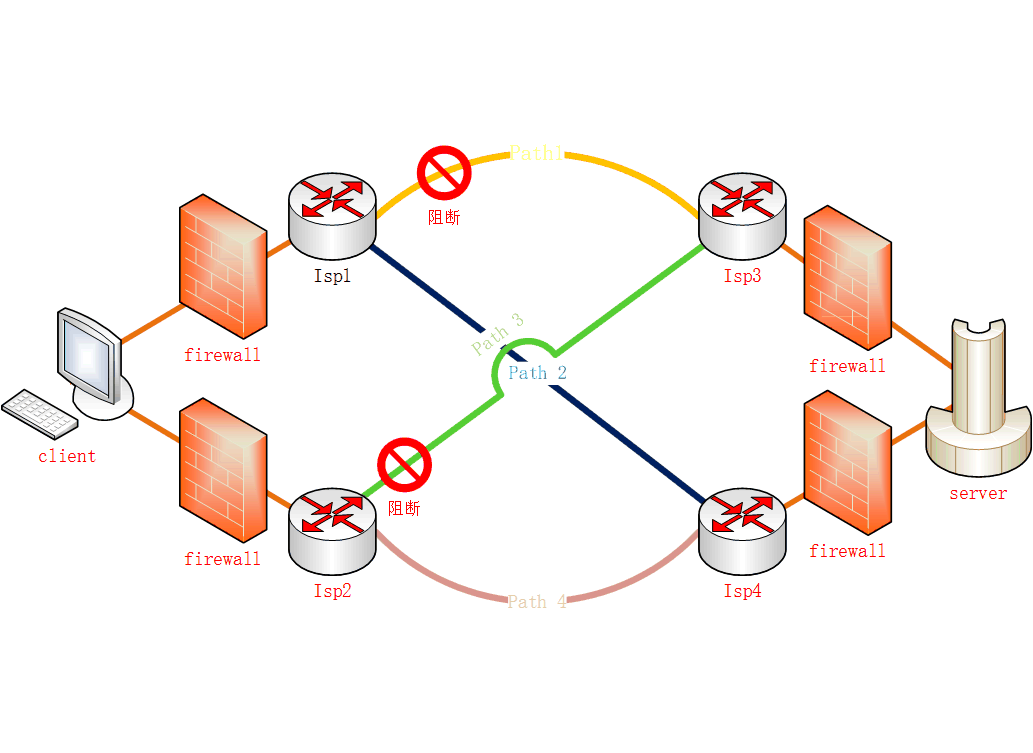 Path1
阻断
Isp1
Isp3
firewall
firewall
Path 3
Path 2
client
server
阻断
firewall
firewall
Isp2
Isp4
Path 4